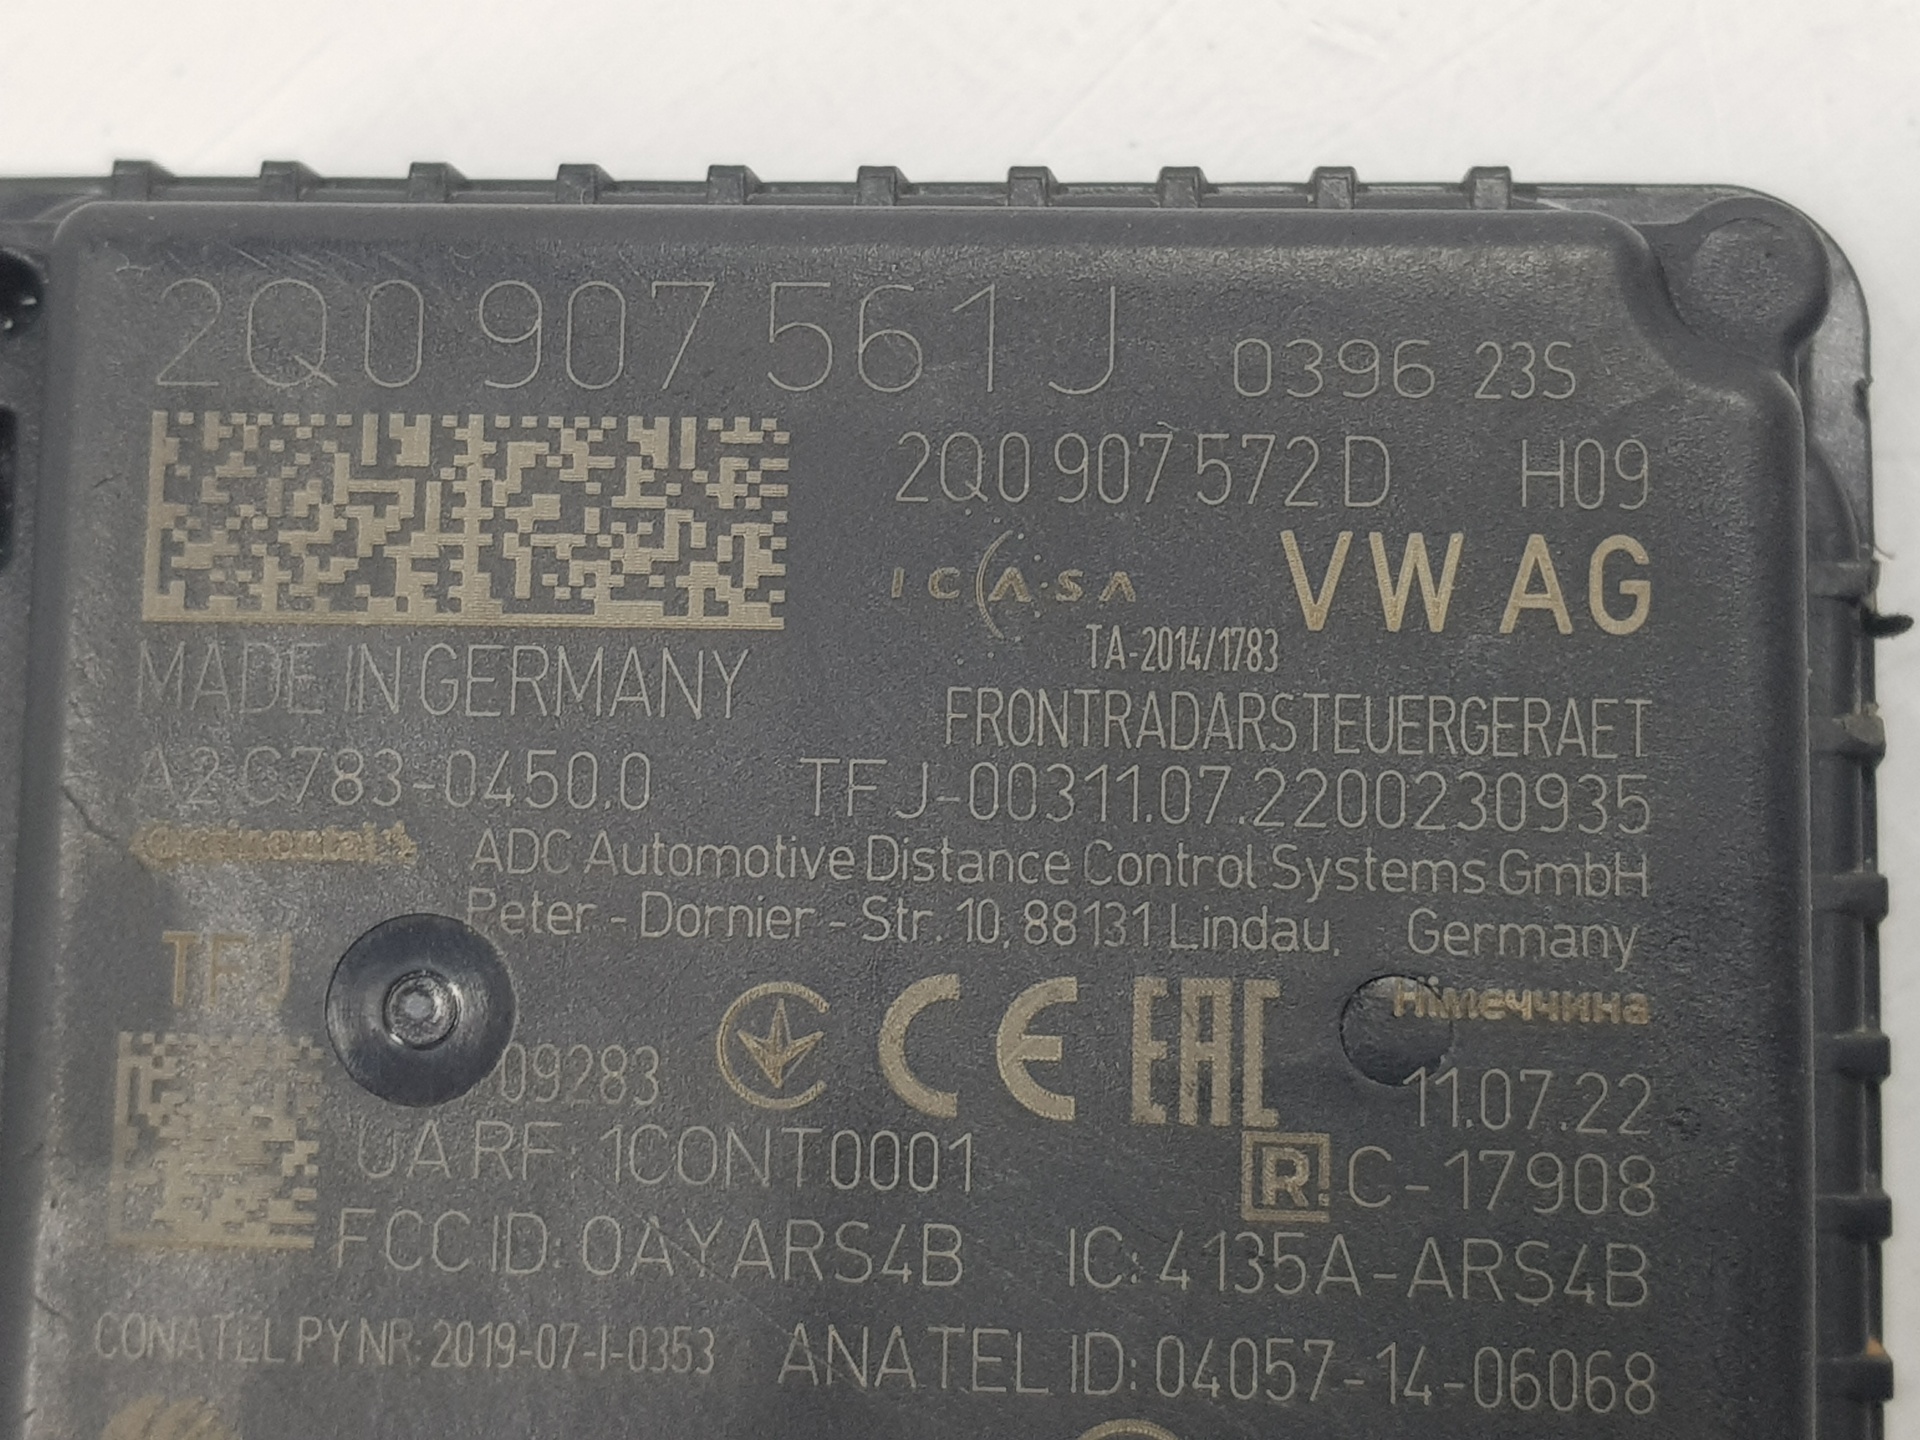 2Q0 907 561 J 0396 23S
2Q0 907 572 D H09
ICASA VW AG
TA-2014/1783
MADE IN GERMANY
FRONTRADARSTEUERGERAET
A2C783-0450.0 TFJ-00311.07.2200230935
Continental ADC Automotive Distance Control Systems GmbH
Peter - Dornier - Str. 10, 88131 Lindau, Germany
TFJ Німеччина
09283 CE EAC 11.07.22
UA RF: 1CONT0001 R! C - 17908
FCC ID: OAYARS4B IC: 4135A-ARS4B
CONATEL PY NR: 2019-07-I-0353 ANATEL ID: 04057-14-06068